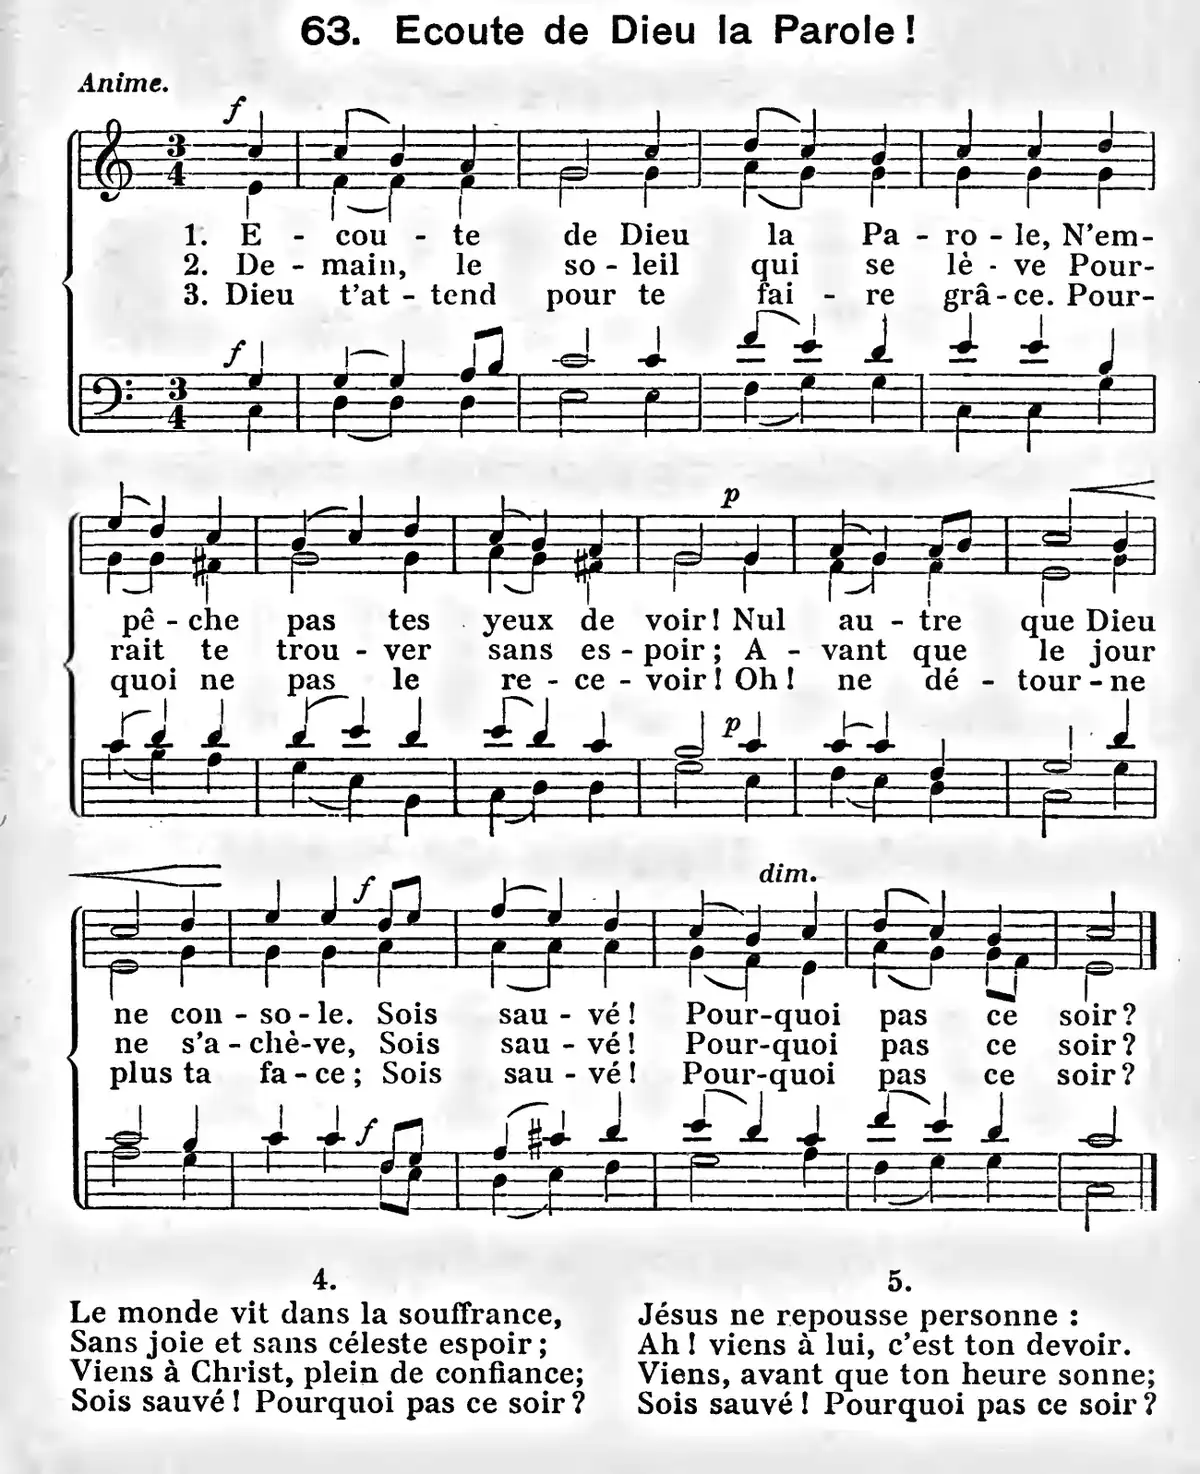 63. Ecoute de Dieu la Parole!
Anime.
f
3
4
1. E - cou - te de Dieu la Pa - ro - le, N'em-
2. De - main, le so - leil qui se lè - ve Pour-
3. Dieu t'at - tend pour te fai - re grâ - ce. Pour-
f
3
4
p
pê - che pas tes yeux de voir! Nul au - tre que Dieu
rait te trou - ver sans es - poir; A - vant que le jour
quoi ne pas le re - ce - voir! Oh! ne dé - tour - ne
p
f dim.
ne con - so - le. Sois sau - vé! Pour-quoi pas ce soir?
ne s'a - chè-ve, Sois sau - vé! Pour-quoi pas ce soir?
plus ta fa - ce; Sois sau - vé! Pour-quoi pas ce soir?
f
4.
Le monde vit dans la souffrance,
Sans joie et sans céleste espoir;
Viens à Christ, plein de confiance;
Sois sauvé! Pourquoi pas ce soir?
5.
Jésus ne repousse personne :
Ah! viens à lui, c'est ton devoir.
Viens, avant que ton heure sonne;
Sois sauvé! Pourquoi pas ce soir?